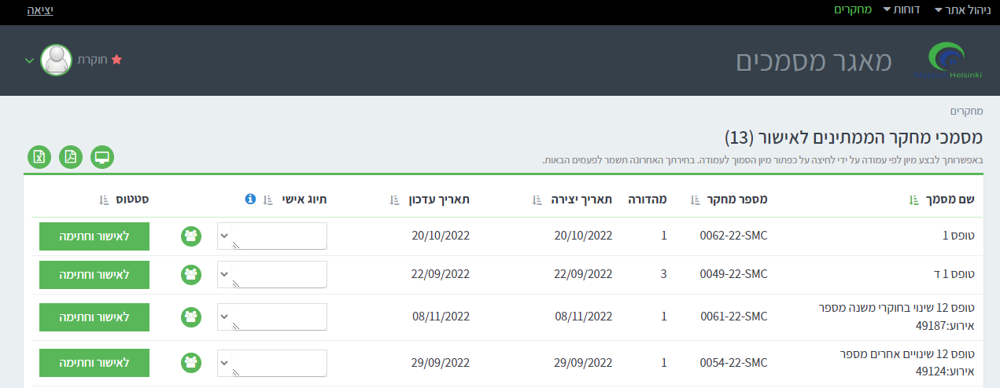 ניהול אתר דוחות מחקרים יציאה
Helsinki מאגר מסמכים חוקרת
מחקרים
מסמכי מחקר הממתינים לאישור (13)
באפשרותך לבצע מיון לפי עמודה על ידי לחיצה על כפתור מיון הסמוך לעמודה. בחירתך האחרונה תשמר לפעמים הבאות.
שם מסמך מספר מחקר מהדורה תאריך יצירה תאריך עדכון תיוג אישי סטטוס
טופס 1 0062-22-SMC 1 20/10/2022 20/10/2022 לאישור וחתימה
טופס 1 ד 0049-22-SMC 3 22/09/2022 22/09/2022 לאישור וחתימה
טופס 12 שינוי בחוקרי משנה מספר
אירוע:49187 0061-22-SMC 1 08/11/2022 08/11/2022 לאישור וחתימה
טופס 12 שינויים אחרים מספר
אירוע:49124 0054-22-SMC 1 29/09/2022 29/09/2022 לאישור וחתימה